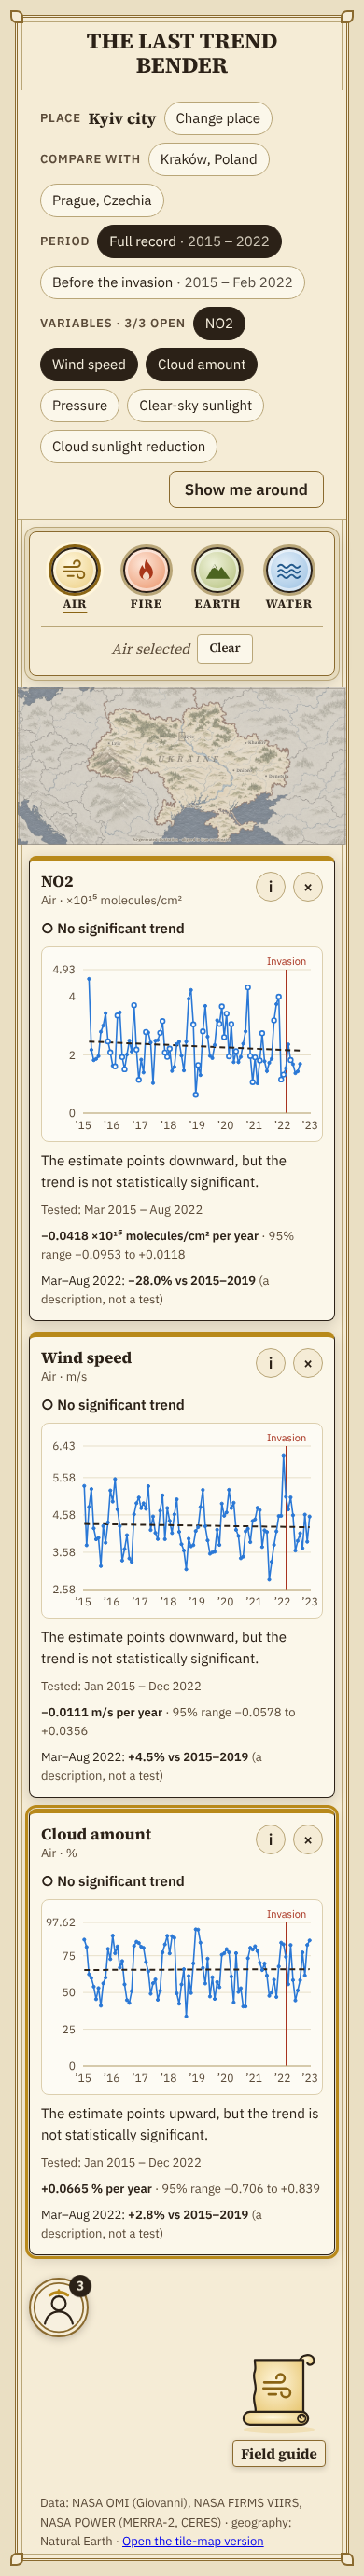 THE LAST TREND
BENDER
PLACE Kyiv city Change place
COMPARE WITH Kraków, Poland
Prague, Czechia
PERIOD Full record · 2015 – 2022
Before the invasion · 2015 – Feb 2022
VARIABLES · 3/3 OPEN NO2
Wind speed Cloud amount
Pressure Clear-sky sunlight
Cloud sunlight reduction
Show me around
AIR FIRE EARTH WATER
Air selected Clear
UKRAINE
NO2 i ×
Air · ×10¹⁵ molecules/cm²
No significant trend
Invasion
4.93
4
2
0
'15 '16 '17 '18 '19 '20 '21 '22 '23
The estimate points downward, but the
trend is not statistically significant.
Tested: Mar 2015 – Aug 2022
−0.0418 ×10¹⁵ molecules/cm² per year · 95%
range −0.0953 to +0.0118
Mar–Aug 2022: −28.0% vs 2015–2019 (a
description, not a test)
Wind speed i ×
Air · m/s
No significant trend
Invasion
6.43
5.58
4.58
3.58
2.58
'15 '16 '17 '18 '19 '20 '21 '22 '23
The estimate points downward, but the
trend is not statistically significant.
Tested: Jan 2015 – Dec 2022
−0.0111 m/s per year · 95% range −0.0578 to
+0.0356
Mar–Aug 2022: +4.5% vs 2015–2019 (a
description, not a test)
Cloud amount i ×
Air · %
No significant trend
Invasion
97.62
75
50
25
0
'15 '16 '17 '18 '19 '20 '21 '22 '23
The estimate points upward, but the trend is
not statistically significant.
Tested: Jan 2015 – Dec 2022
+0.0665 % per year · 95% range −0.706 to +0.839
Mar–Aug 2022: +2.8% vs 2015–2019 (a
description, not a test)
3
Field guide
Data: NASA OMI (Giovanni), NASA FIRMS VIIRS,
NASA POWER (MERRA-2, CERES) · geography:
Natural Earth · Open the tile-map version